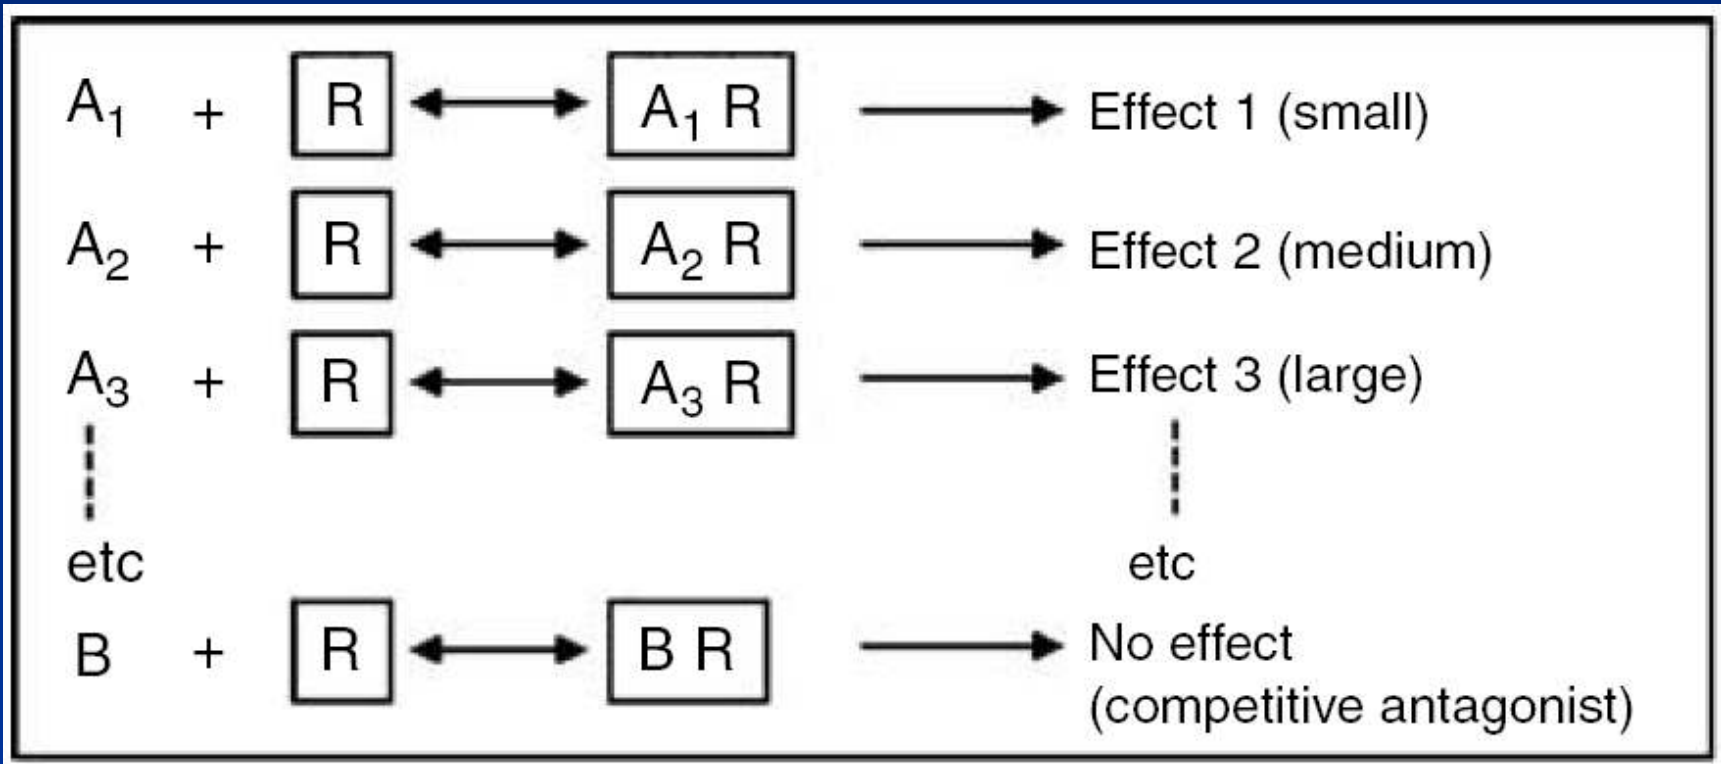 A₁ + R A₁ R Effect 1 (small)
A₂ + R A₂ R Effect 2 (medium)
A₃ + R A₃ R Effect 3 (large)
etc etc
B + R B R No effect
(competitive antagonist)